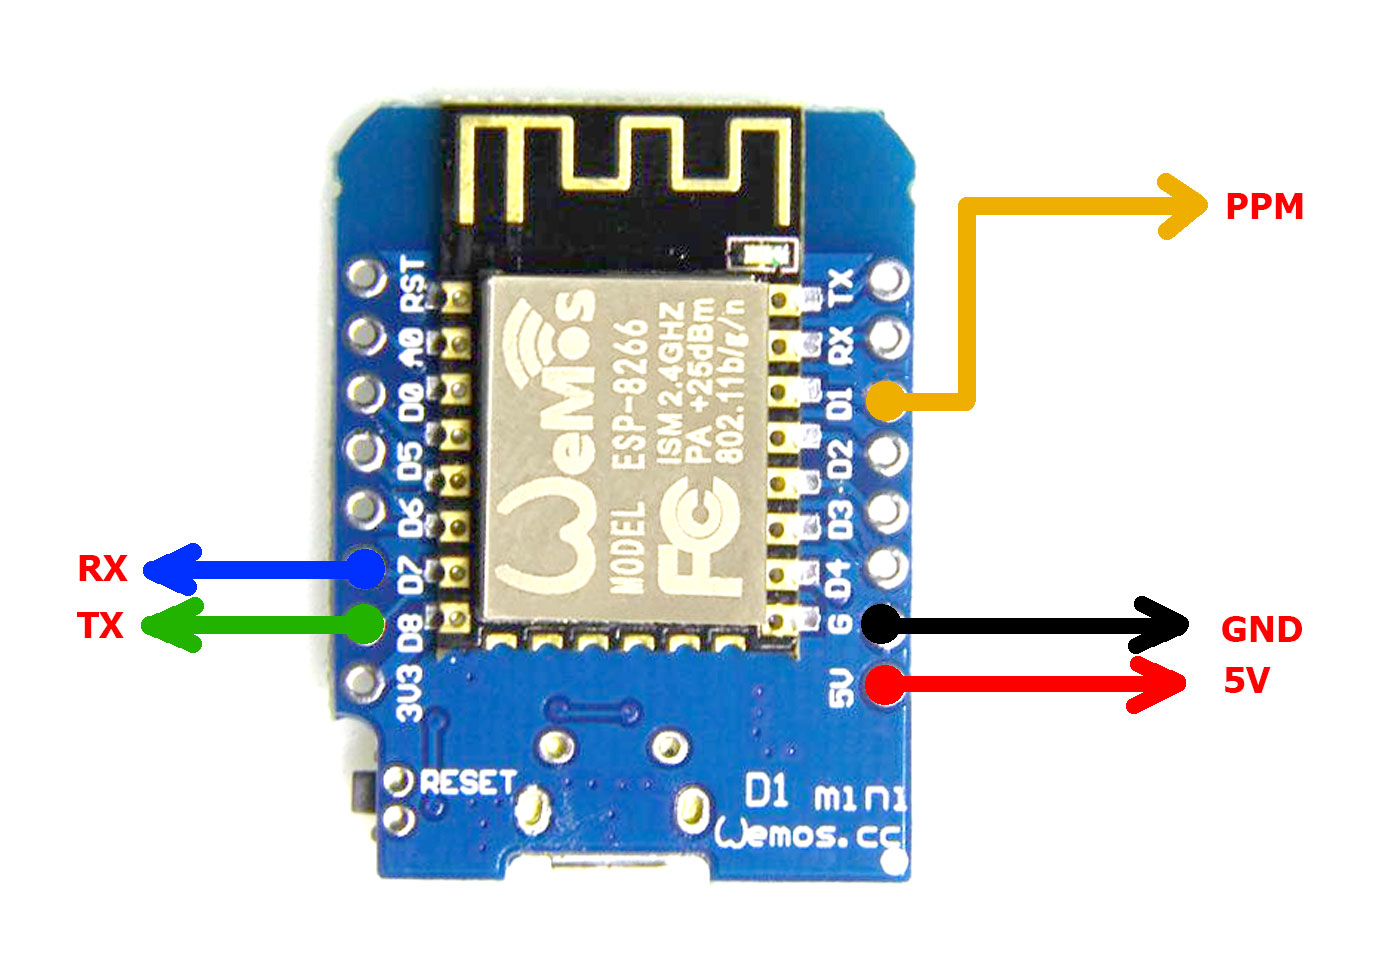 PPM
RST
A0
D0
D5
D6
D7
D8
3V3
TX
RX
D1
D2
D3
D4
G
5V
WeMos
MODEL ESP-8266
ISM 2.4GHZ
PA +25dBm
802.11b/g/n
FC
RX
TX
GND
5V
RESET
D1 mini
Wemos.cc